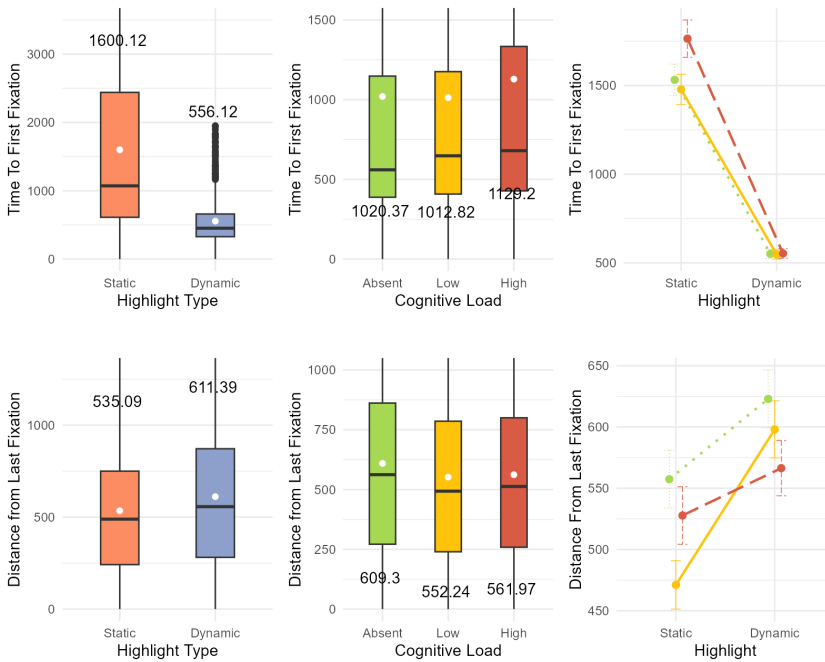 Time To First Fixation
3000
2000
1000
0
1600.12
556.12
Static Dynamic
Highlight Type
Time To First Fixation
1500
1000
500
0
1020.37 1012.82 1129.2
Absent Low High
Cognitive Load
Time To First Fixation
1500
1000
500
Static Dynamic
Highlight
Distance from Last Fixation
1000
500
0
535.09
611.39
Static Dynamic
Highlight Type
Distance from Last Fixation
1000
750
500
250
0
609.3 552.24 561.97
Absent Low High
Cognitive Load
Distance From Last Fixation
650
600
550
500
450
Static Dynamic
Highlight